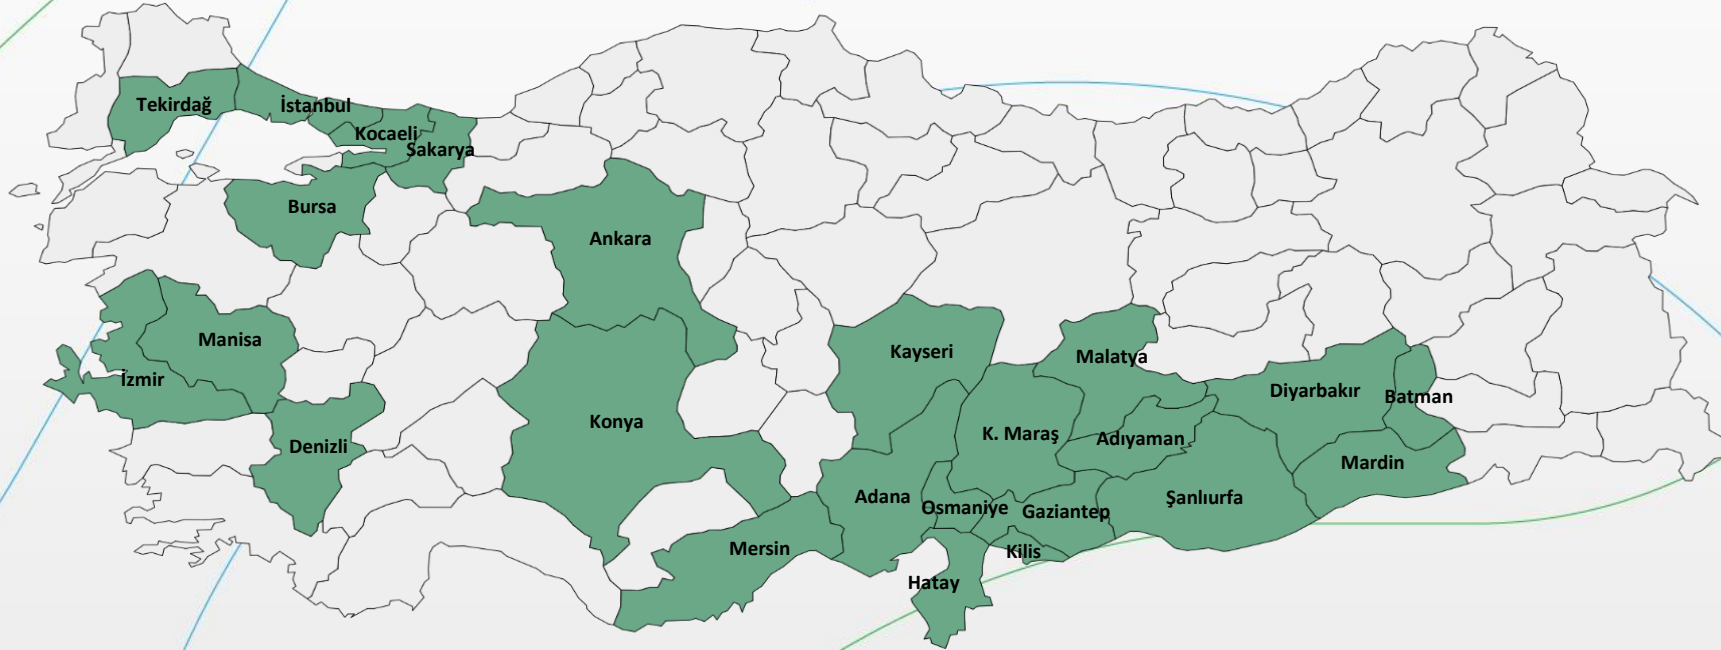 Tekirdağ
İstanbul
Kocaeli
Sakarya
Bursa
Ankara
Manisa
İzmir
Denizli
Konya
Kayseri
Malatya
Diyarbakır
Batman
K. Maraş
Adıyaman
Mardin
Adana
Osmaniye
Gaziantep
Şanlıurfa
Mersin
Kilis
Hatay